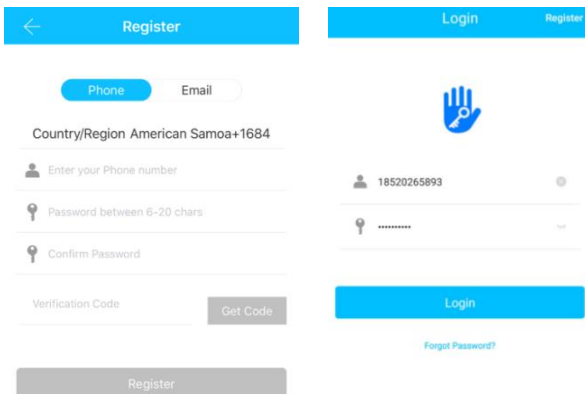 Register
Phone Email
Country/Region American Samoa+1684
Enter your Phone number
Password between 6-20 chars
Confirm Password
Verification Code Get Code
Register
Login Register
18520265893
••••••••••
Login
Forgot Password?